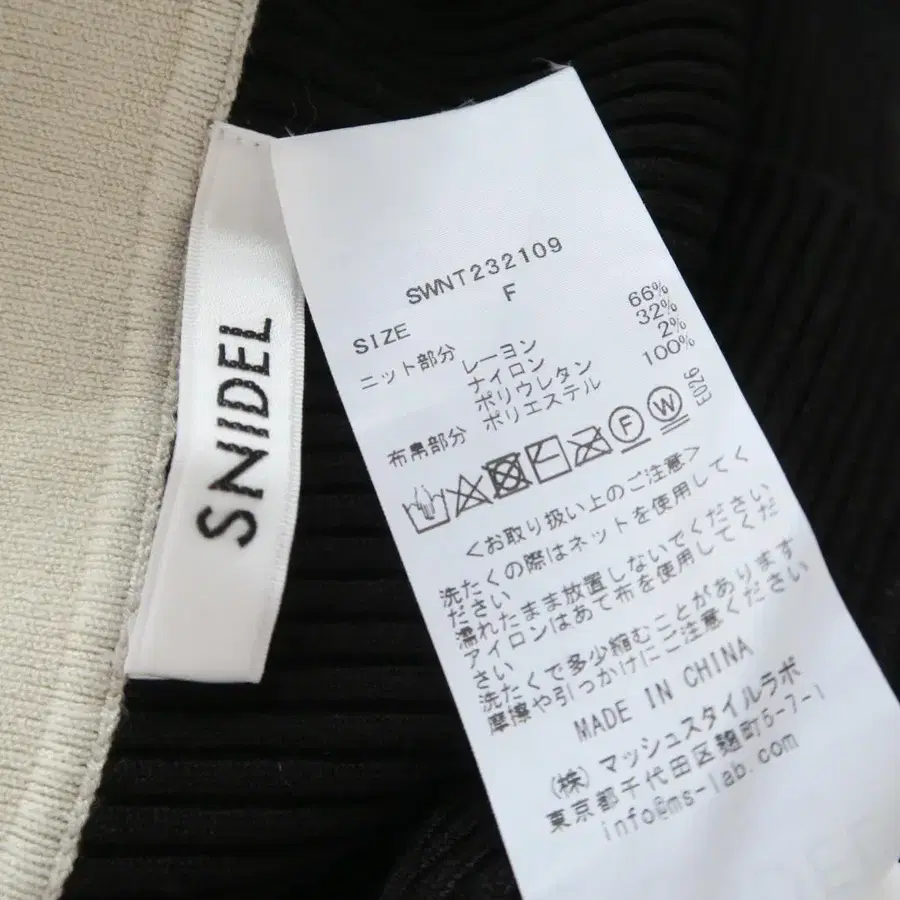 SNIDEL
SWNT232109
SIZE F
ニット部分 レーヨン 66%
ナイロン 32%
ポリウレタン 2%
布帛部分 ポリエステル 100%
E026
F W
<お取り扱い上のご注意>
洗たくの際はネットを使用してく
ださい
濡れたまま放置しないでください
アイロンはあて布を使用してくだ
さい
洗たくで多少縮むことがあります
摩擦や引っかけにご注意ください
MADE IN CHINA
(株) マッシュスタイルラボ
東京都千代田区麹町5-7-1
info@ms-lab.com